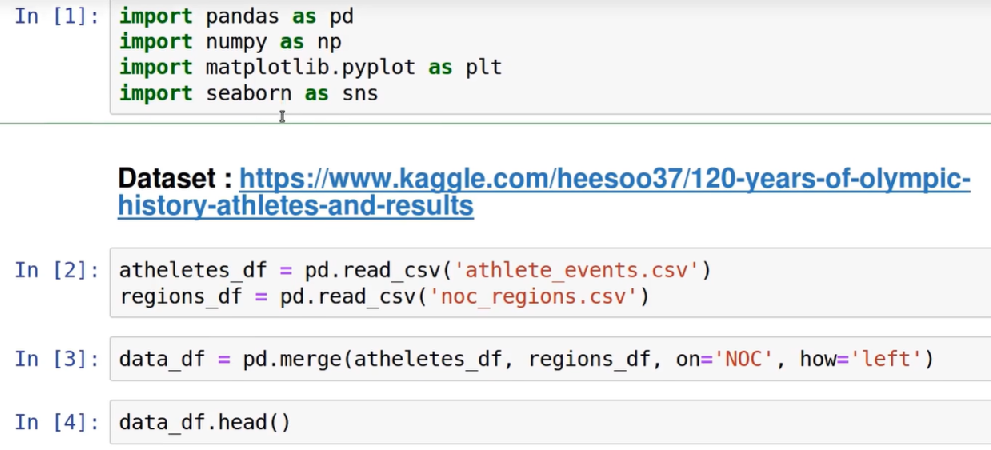 In [1]: import pandas as pd
import numpy as np
import matplotlib.pyplot as plt
import seaborn as sns
Dataset : https://www.kaggle.com/heesoo37/120-years-of-olympic-
history-athletes-and-results
In [2]: atheletes_df = pd.read_csv('athlete_events.csv')
regions_df = pd.read_csv('noc_regions.csv')
In [3]: data_df = pd.merge(atheletes_df, regions_df, on='NOC', how='left')
In [4]: data_df.head()